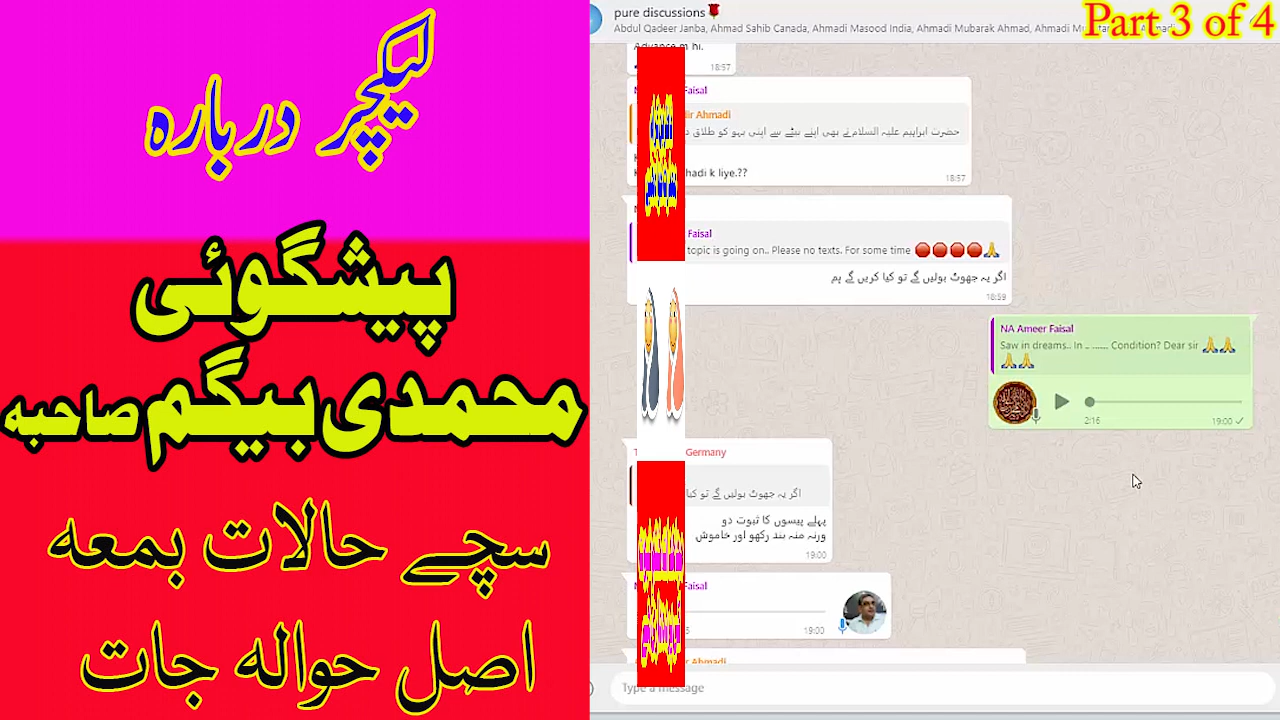 لیکچر دربارہ
پیشگوئی
محمدی بیگم صاحبہ
سچے حالات بمعہ
اصل حوالہ جات
Part 3 of 4
pure discussions🌹
Abdul Qadeer Janba, Ahmad Sahib Canada, Ahmadi Masood India, Ahmadi Mubarak Ahmad, Ahmadi
18:57
Faisal
Ahmadi
حضرت ابراہیم علیہ السلام نے بھی اپنے بیٹے سے اپنی بہو کو طلاق
k liye.??
18:57
Faisal
topic is going on.. Please no texts. For some time 🛑🛑🛑🛑🙏
اگر یہ جھوٹ بولیں گے تو کیا کریں گے ہم
18:59
NA Ameer Faisal
Saw in dreams.. In .. ....... Condition? Dear sir 🙏🙏
🙏🙏
2:16 19:00
Germany
اگر یہ جھوٹ بولیں گے تو کیا
پہلے پیسوں کا ثبوت دو
ورنہ منہ بند رکھو اور خاموش
19:00
Faisal
19:00
Ahmadi
Type a message